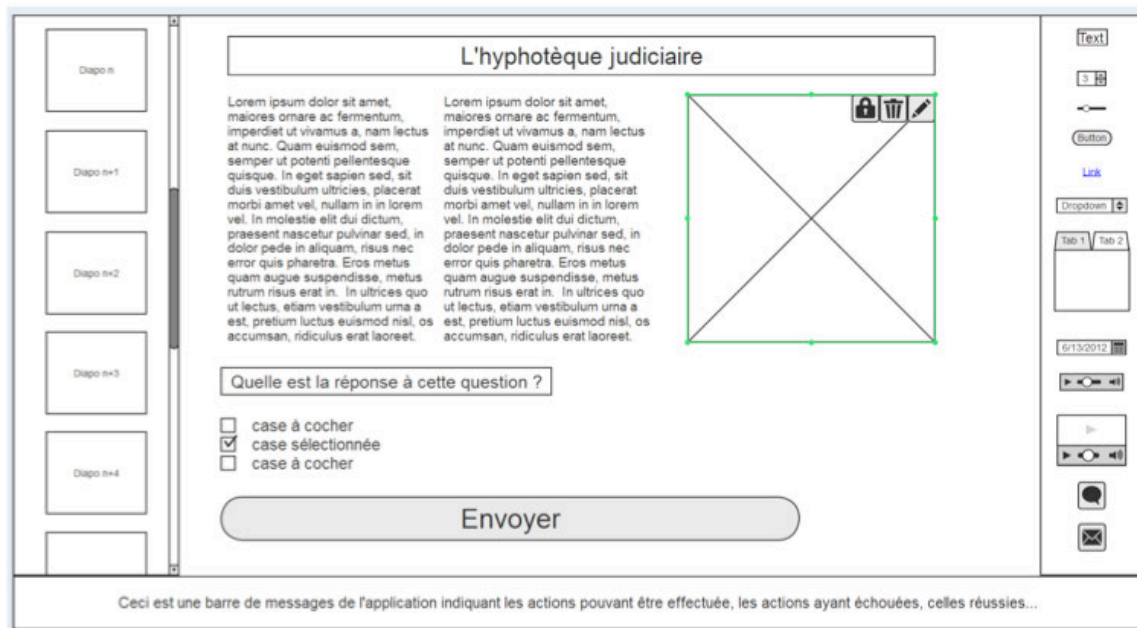 Diapo n
Diapo n+1
Diapo n+2
Diapo n+3
Diapo n+4
L'hyphotèque judiciaire
Lorem ipsum dolor sit amet,
maiores ornare ac fermentum,
imperdiet ut vivamus a, nam lectus
at nunc. Quam euismod sem,
semper ut potenti pellentesque
quisque. In eget sapien sed, sit
duis vestibulum ultricies, placerat
morbi amet vel, nullam in in lorem
vel. In molestie elit dui dictum,
praesent nascetur pulvinar sed, in
dolor pede in aliquam, risus nec
error quis pharetra. Eros metus
quam augue suspendisse, metus
rutrum risus erat in.  In ultrices quo
ut lectus, etiam vestibulum urna a
est, pretium luctus euismod nisl, os
accumsan, ridiculus erat laoreet.
Lorem ipsum dolor sit amet,
maiores ornare ac fermentum,
imperdiet ut vivamus a, nam lectus
at nunc. Quam euismod sem,
semper ut potenti pellentesque
quisque. In eget sapien sed, sit
duis vestibulum ultricies, placerat
morbi amet vel, nullam in in lorem
vel. In molestie elit dui dictum,
praesent nascetur pulvinar sed, in
dolor pede in aliquam, risus nec
error quis pharetra. Eros metus
quam augue suspendisse, metus
rutrum risus erat in.  In ultrices quo
ut lectus, etiam vestibulum urna a
est, pretium luctus euismod nisl, os
accumsan, ridiculus erat laoreet.
Quelle est la réponse à cette question ?
case à cocher
case sélectionnée
case à cocher
Envoyer
Text
3
Button
Link
Dropdown
Tab 1 Tab 2
6/13/2012
Ceci est une barre de messages de l'application indiquant les actions pouvant être effectuée, les actions ayant échouées, celles réussies...